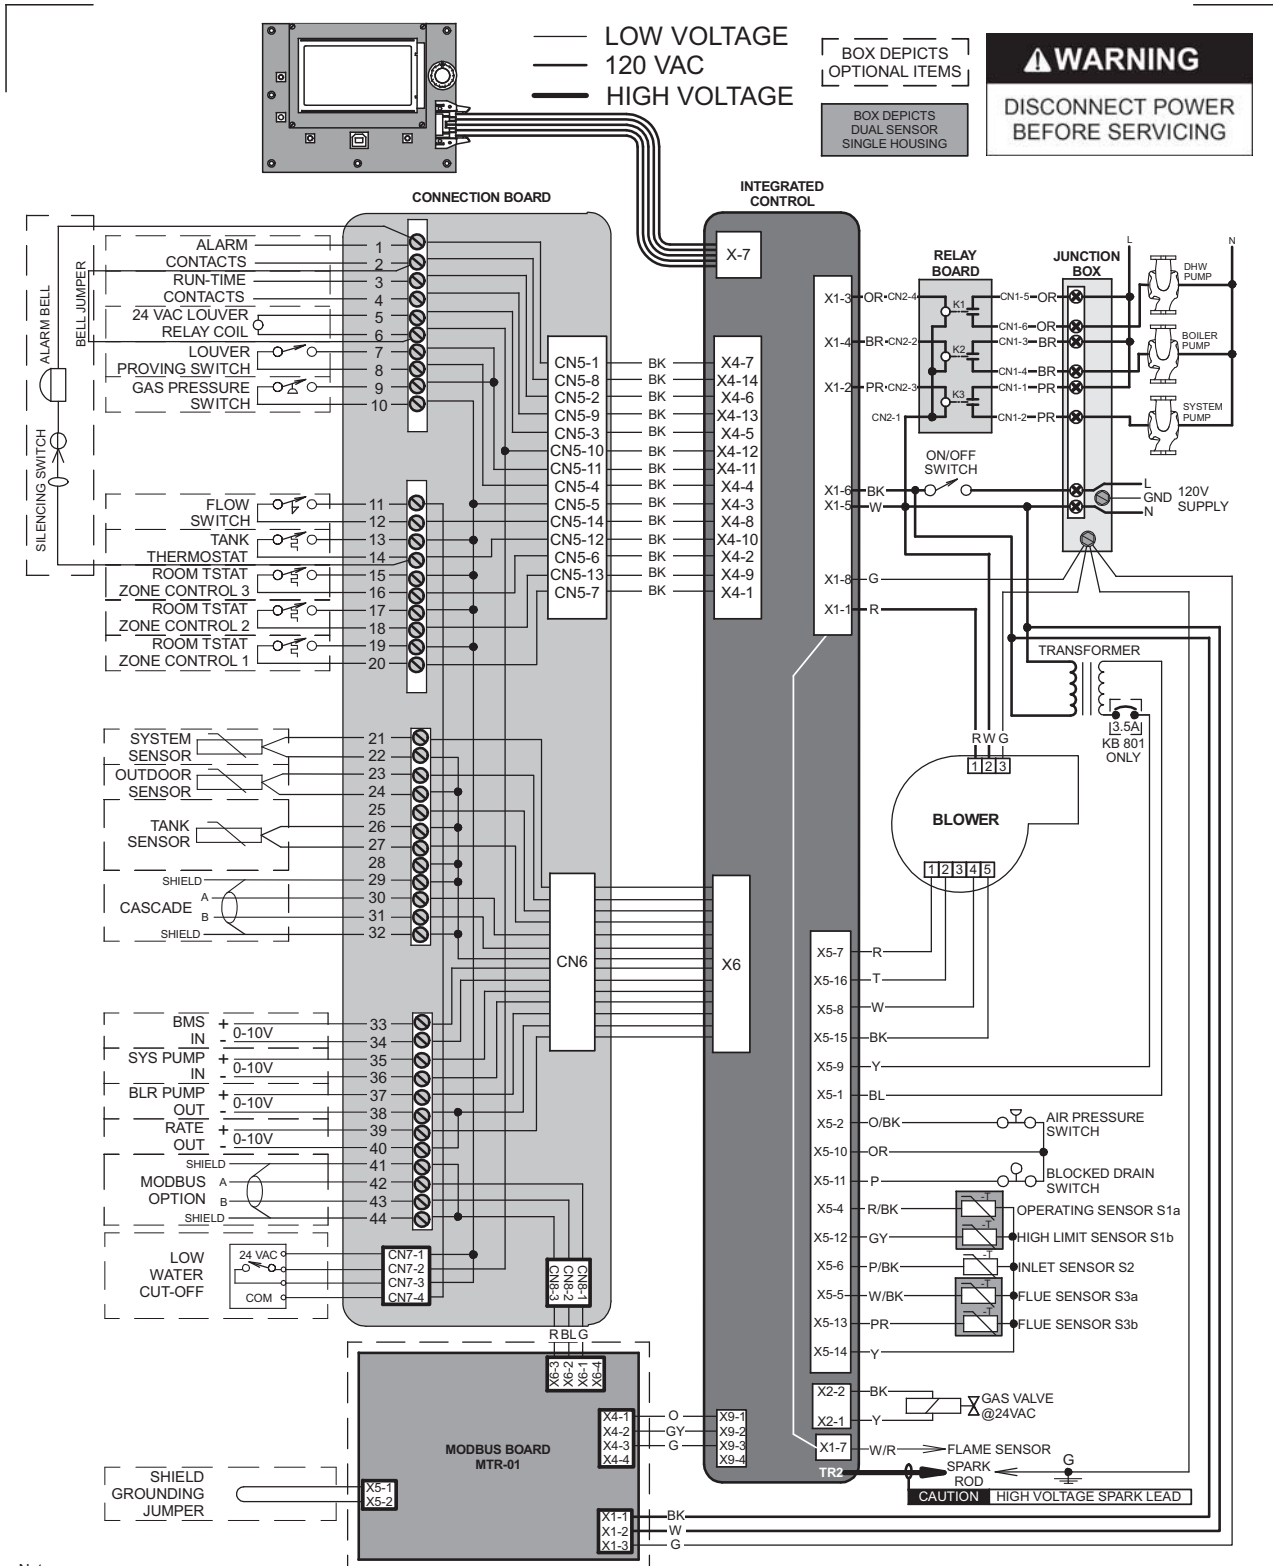 LOW VOLTAGE
120 VAC
HIGH VOLTAGE
BOX DEPICTS
OPTIONAL ITEMS
BOX DEPICTS
DUAL SENSOR
SINGLE HOUSING
WARNING
DISCONNECT POWER
BEFORE SERVICING
CONNECTION BOARD
INTEGRATED
CONTROL
X-7
RELAY
BOARD
JUNCTION
BOX
L
N
DHW
PUMP
BOILER
PUMP
SYSTEM
PUMP
ALARM BELL
BELL JUMPER
SILENCING SWITCH
ALARM
CONTACTS
RUN-TIME
CONTACTS
24 VAC LOUVER
RELAY COIL
LOUVER
PROVING SWITCH
GAS PRESSURE
SWITCH
1
2
3
4
5
6
7
8
9
10
FLOW
SWITCH
TANK
THERMOSTAT
ROOM TSTAT
ZONE CONTROL 3
ROOM TSTAT
ZONE CONTROL 2
ROOM TSTAT
ZONE CONTROL 1
11
12
13
14
15
16
17
18
19
20
CN5-1 BK X4-7
CN5-8 BK X4-14
CN5-2 BK X4-6
CN5-9 BK X4-13
CN5-3 BK X4-5
CN5-10 BK X4-12
CN5-11 BK X4-11
CN5-4 BK X4-4
CN5-5 BK X4-3
CN5-14 BK X4-8
CN5-12 BK X4-10
CN5-6 BK X4-2
CN5-13 BK X4-9
CN5-7 BK X4-1
X1-3 OR CN2-4 K1 CN1-5 OR
CN1-6 OR
X1-4 BR CN2-2 K2 CN1-3 BR
CN1-4 BR
X1-2 PR CN2-3 K3 CN1-1 PR
CN2-1 CN1-2 PR
ON/OFF
SWITCH
X1-6 BK
X1-5 W
L
GND
N
120V
SUPPLY
X1-8 G
X1-1 R
TRANSFORMER
3.5A
KB 801
ONLY
R W G
1 2 3
BLOWER
1 2 3 4 5
SYSTEM
SENSOR
OUTDOOR
SENSOR
TANK
SENSOR
SHIELD
A
CASCADE
B
SHIELD
21
22
23
24
25
26
27
28
29
30
31
32
CN6
X6
BMS + 0-10V
IN -
SYS PUMP + 0-10V
IN -
BLR PUMP + 0-10V
OUT -
RATE + 0-10V
OUT -
SHIELD
MODBUS A
OPTION B
SHIELD
33
34
35
36
37
38
39
40
41
42
43
44
LOW
WATER
CUT-OFF
24 VAC
COM
CN7-1
CN7-2
CN7-3
CN7-4
CN8-3
CN8-2
CN8-1
R BL G
X6-3
X6-2
X6-1
X6-4
X5-7 R
X5-16 T
X5-8 W
X5-15 BK
X5-9 Y
X5-1 BL
X5-2 O/BK
AIR PRESSURE
SWITCH
X5-10 OR
X5-11 P
BLOCKED DRAIN
SWITCH
X5-4 R/BK -T OPERATING SENSOR S1a
X5-12 GY -T HIGH LIMIT SENSOR S1b
X5-6 P/BK -T INLET SENSOR S2
X5-5 W/BK -T FLUE SENSOR S3a
X5-13 PR -T FLUE SENSOR S3b
X5-14 Y
X2-2 BK
X2-1 Y
GAS VALVE
@24VAC
X1-7 W/R FLAME SENSOR
TR2
SPARK
ROD
G
CAUTION HIGH VOLTAGE SPARK LEAD
MODBUS BOARD
MTR-01
X4-1 O X9-1
X4-2 GY X9-2
X4-3 G X9-3
X4-4 X9-4
SHIELD
GROUNDING
JUMPER
X5-1
X5-2
X1-1 BK
X1-2 W
X1-3 G